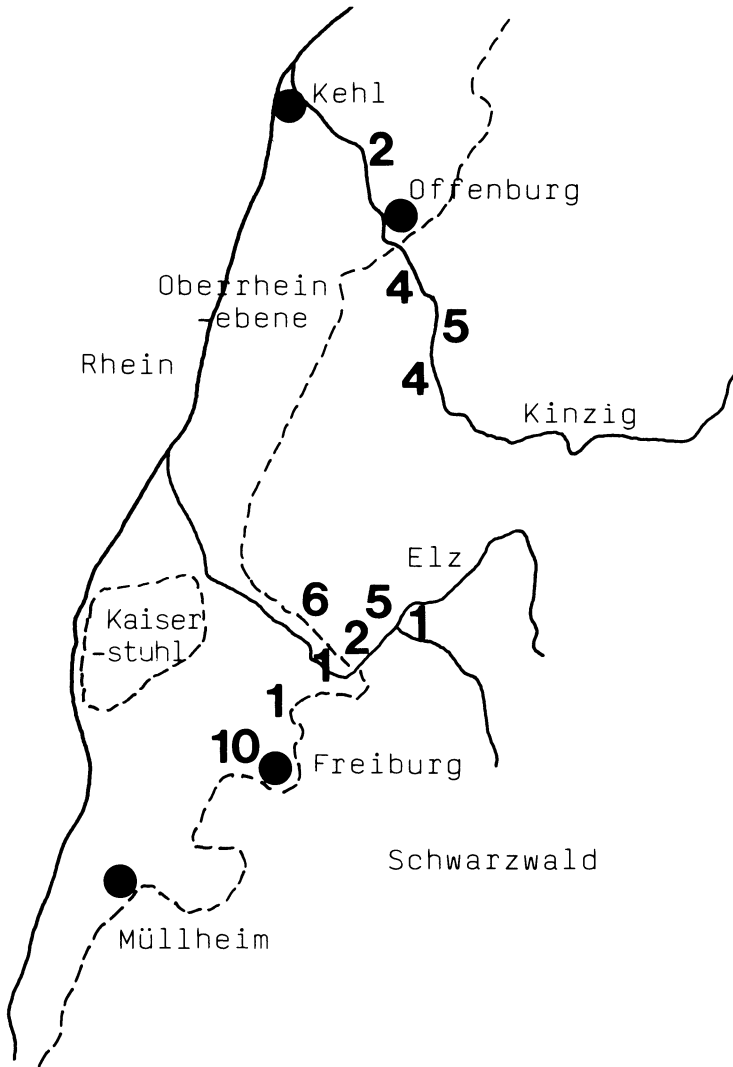 Kehl
2
Offenburg
Oberrhein
-ebene
4
5
Rhein
4
Kinzig
Elz
6
5
Kaiser
-stuhl
1
2
1
1
10
Freiburg
Schwarzwald
Müllheim